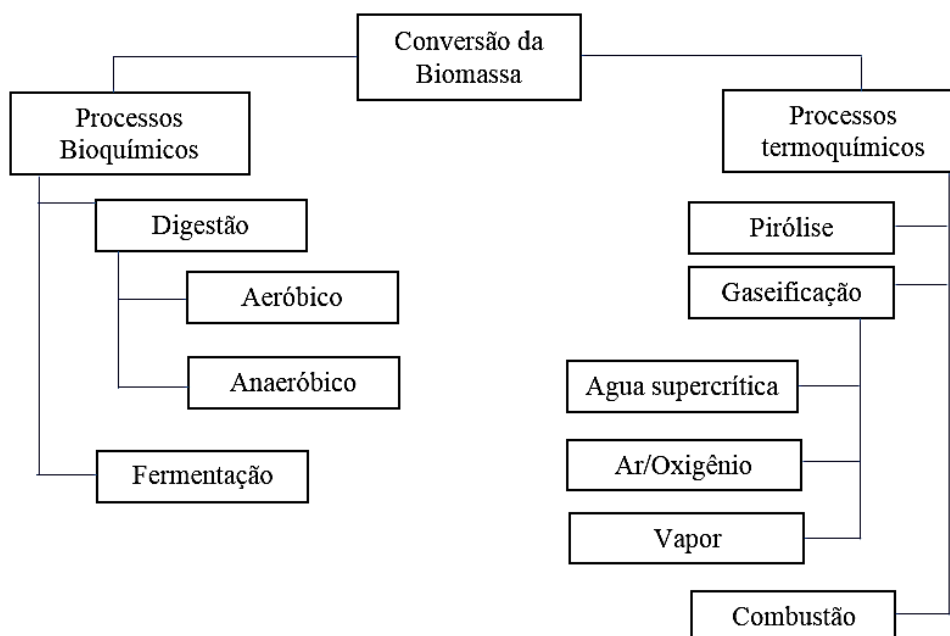 Conversão da
Biomassa
Processos
Bioquímicos
Digestão
Aeróbico
Anaeróbico
Fermentação
Processos
termoquímicos
Pirólise
Gaseificação
Agua supercrítica
Ar/Oxigênio
Vapor
Combustão